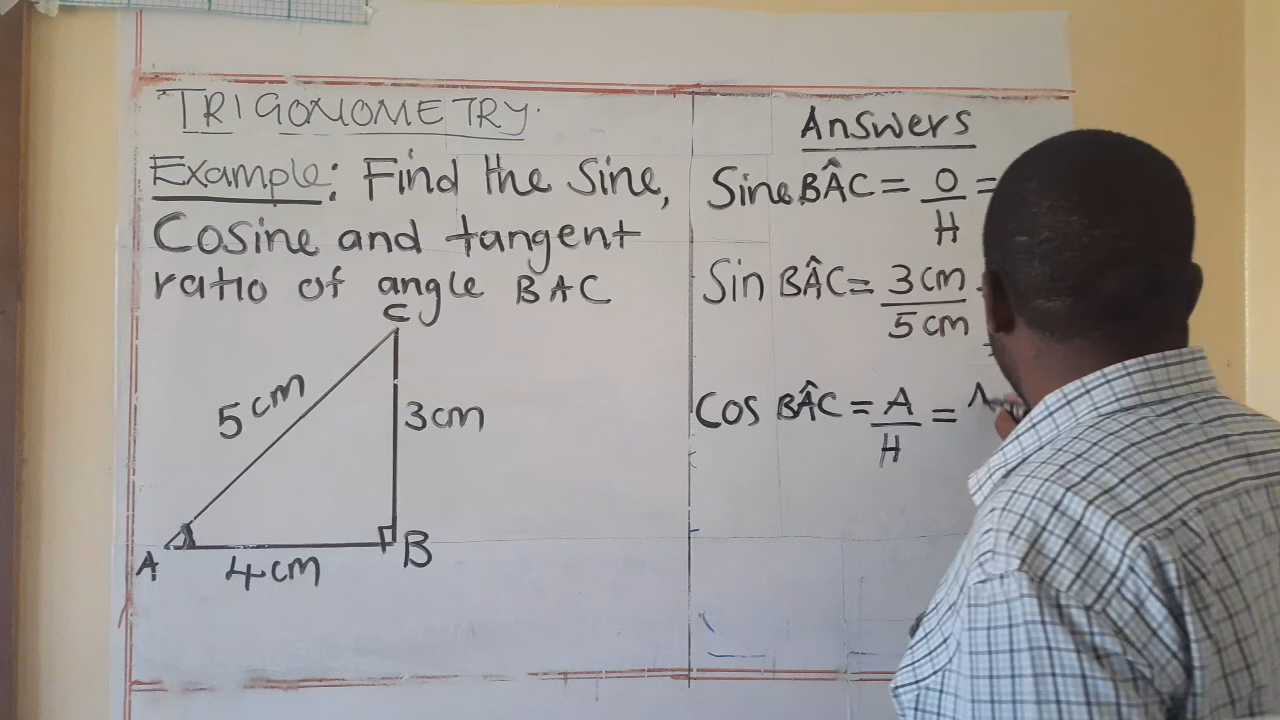 TRIGONOMETRY.
Example: Find the Sine,
Cosine and tangent
ratio of angle BAC
C
5cm
3cm
A
B
4cm
Answers
Sine BÂC = O/H =
Sin BÂC = 3cm/5cm
Cos BÂC = A/H =